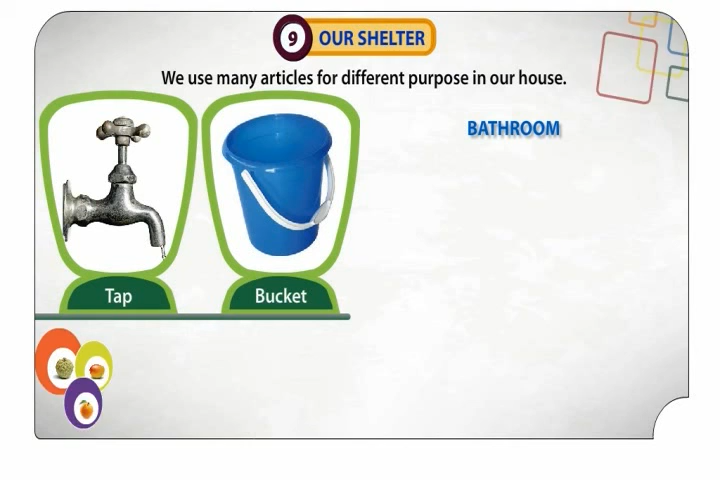 9 OUR SHELTER
We use many articles for different purpose in our house.
BATHROOM
Tap
Bucket